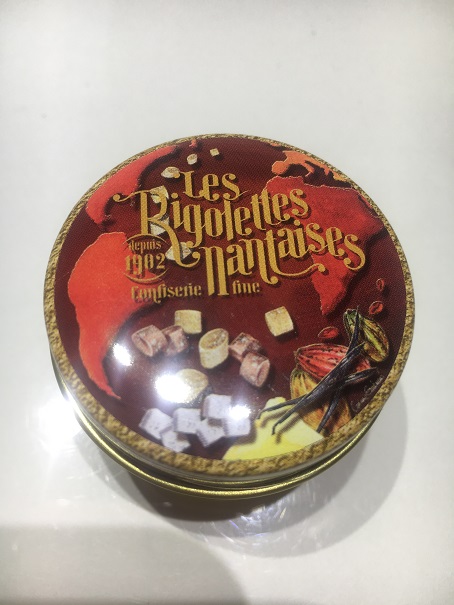 Les
Rigolettes
Nantaises
depuis
1902
Confiserie fine